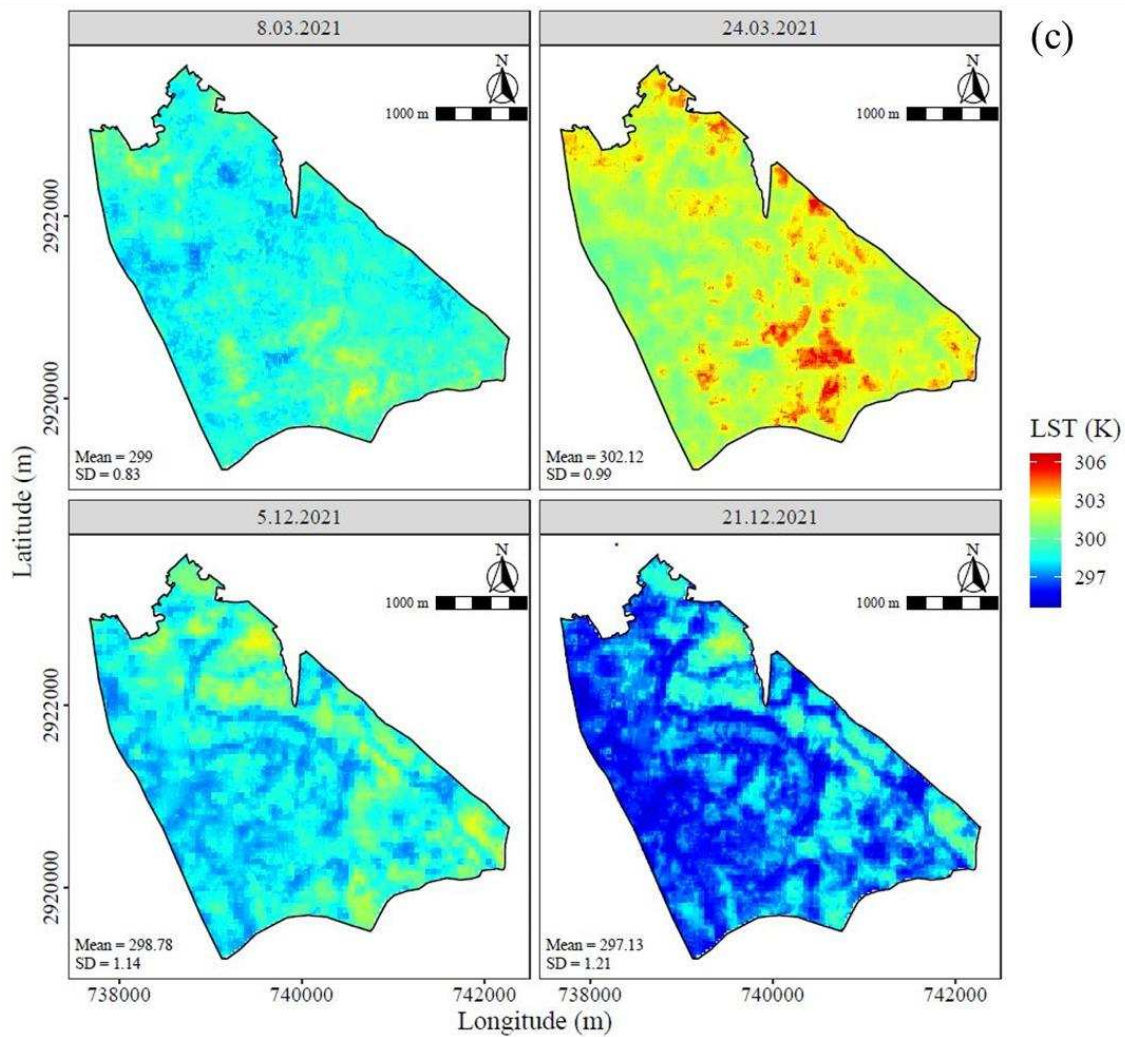 (c)
8.03.2021
24.03.2021
N
1000 m
N
1000 m
2922000
2920000
Mean = 299
SD = 0.83
Mean = 302.12
SD = 0.99
LST (K)
306
303
300
297
Latitude (m)
5.12.2021
21.12.2021
N
1000 m
N
1000 m
2922000
2920000
Mean = 298.78
SD = 1.14
Mean = 297.13
SD = 1.21
738000
740000
742000
738000
740000
742000
Longitude (m)